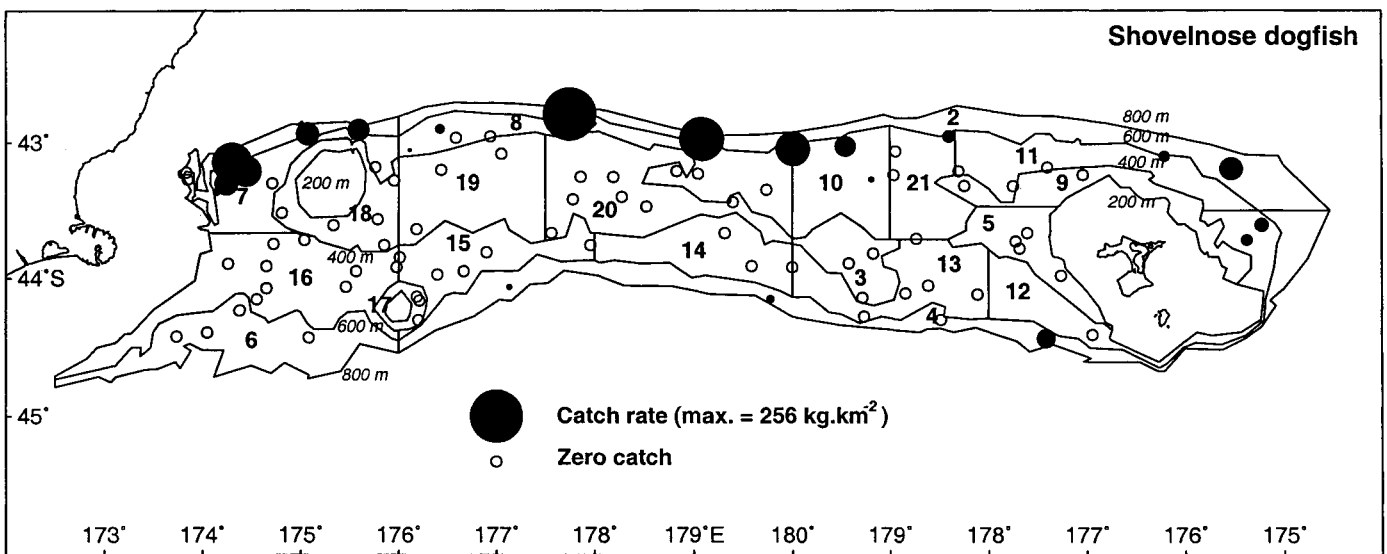 Shovelnose dogfish
2
800 m
43°
8
600 m
11
400 m
7
200 m
18
19
20
10
21
9
200 m
5
400 m
15
14
44°S
16
3
13
12
17
4
600 m
6
800 m
Catch rate (max. = 256 kg.km-2)
45°
Zero catch
173° 174° 175° 176° 177° 178° 179°E 180° 179° 178° 177° 176° 175°